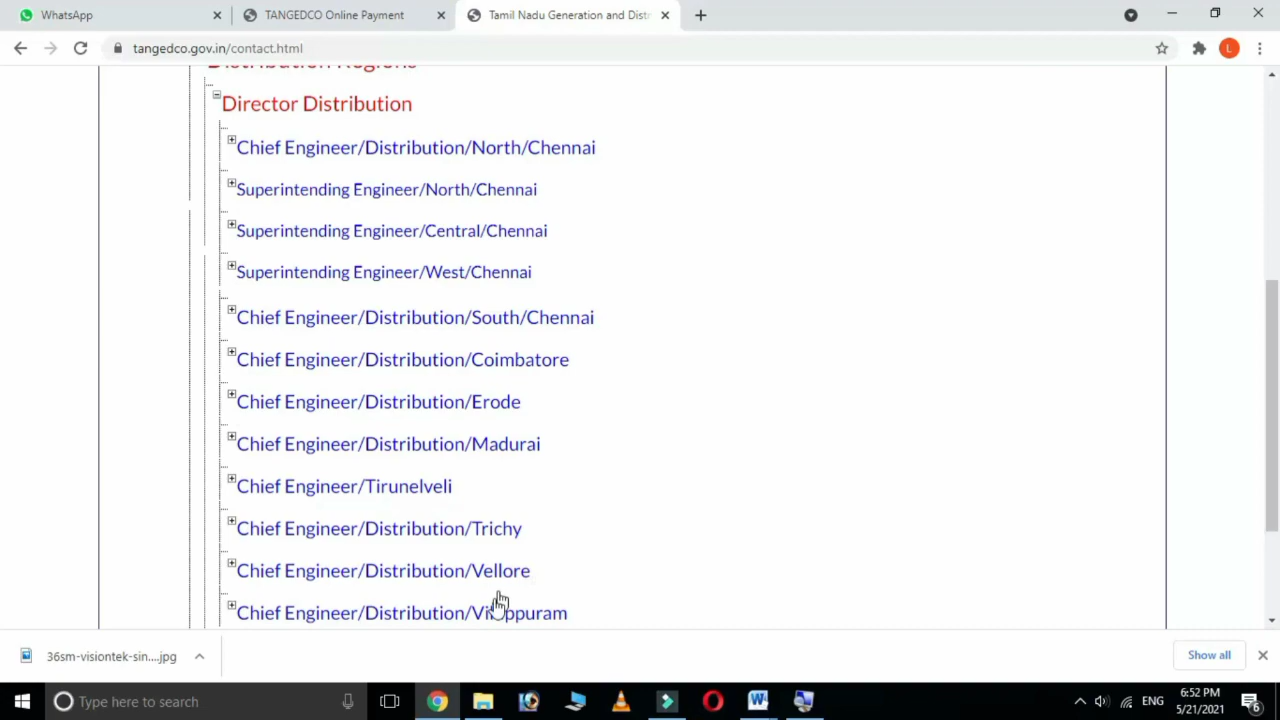 WhatsApp
TANGEDCO Online Payment
Tamil Nadu Generation and Distr
tangedco.gov.in/contact.html
L
Distribution Regions
Director Distribution
Chief Engineer/Distribution/North/Chennai
Superintending Engineer/North/Chennai
Superintending Engineer/Central/Chennai
Superintending Engineer/West/Chennai
Chief Engineer/Distribution/South/Chennai
Chief Engineer/Distribution/Coimbatore
Chief Engineer/Distribution/Erode
Chief Engineer/Distribution/Madurai
Chief Engineer/Tirunelveli
Chief Engineer/Distribution/Trichy
Chief Engineer/Distribution/Vellore
Chief Engineer/Distribution/Villuppuram
36sm-visiontek-sin....jpg
Show all
Type here to search
ENG
6:52 PM
5/21/2021
6